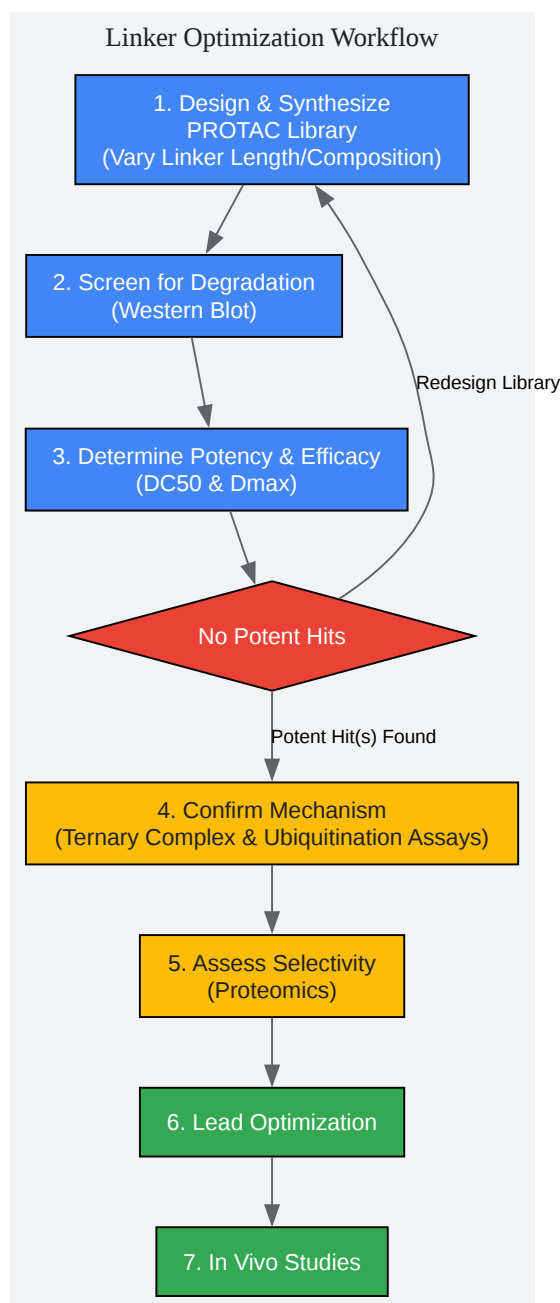 Linker Optimization Workflow
1. Design & Synthesize
PROTAC Library
(Vary Linker Length/Composition)
2. Screen for Degradation
(Western Blot)
Redesign Library
3. Determine Potency & Efficacy
(DC50 & Dmax)
No Potent Hits
Potent Hit(s) Found
4. Confirm Mechanism
(Ternary Complex & Ubiquitination Assays)
5. Assess Selectivity
(Proteomics)
6. Lead Optimization
7. In Vivo Studies